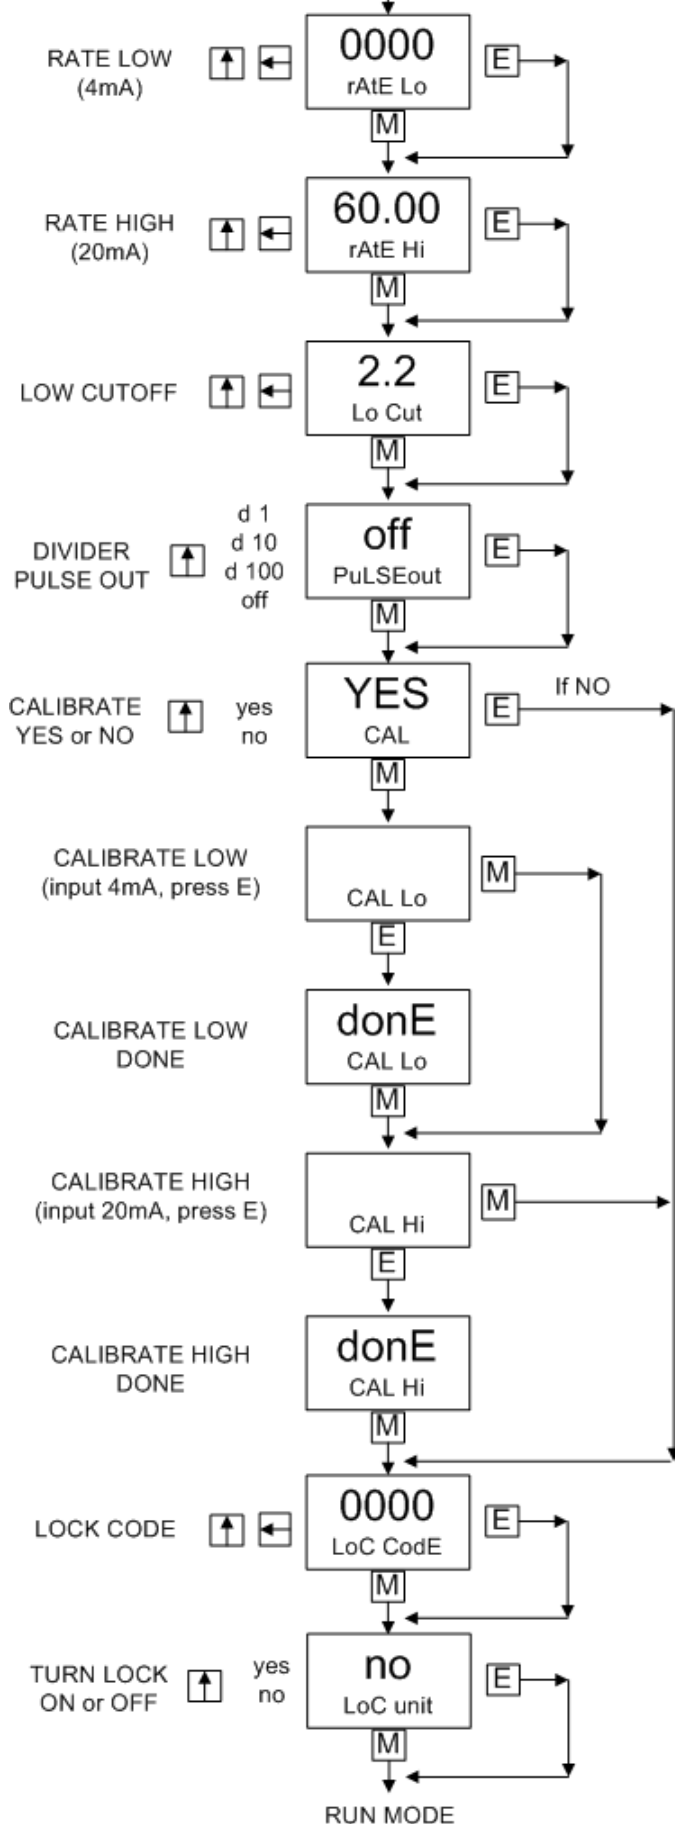 RATE LOW
(4mA)
0000
rAtE Lo
E
M
RATE HIGH
(20mA)
60.00
rAtE Hi
E
M
LOW CUTOFF
2.2
Lo Cut
E
M
DIVIDER
PULSE OUT
d 1
d 10
d 100
off
off
PuLSEout
E
M
CALIBRATE
YES or NO
yes
no
YES
CAL
E
If NO
M
CALIBRATE LOW
(input 4mA, press E)
CAL Lo
M
E
CALIBRATE LOW
DONE
donE
CAL Lo
M
CALIBRATE HIGH
(input 20mA, press E)
CAL Hi
M
E
CALIBRATE HIGH
DONE
donE
CAL Hi
M
LOCK CODE
0000
LoC CodE
E
M
TURN LOCK
ON or OFF
yes
no
no
LoC unit
E
M
RUN MODE